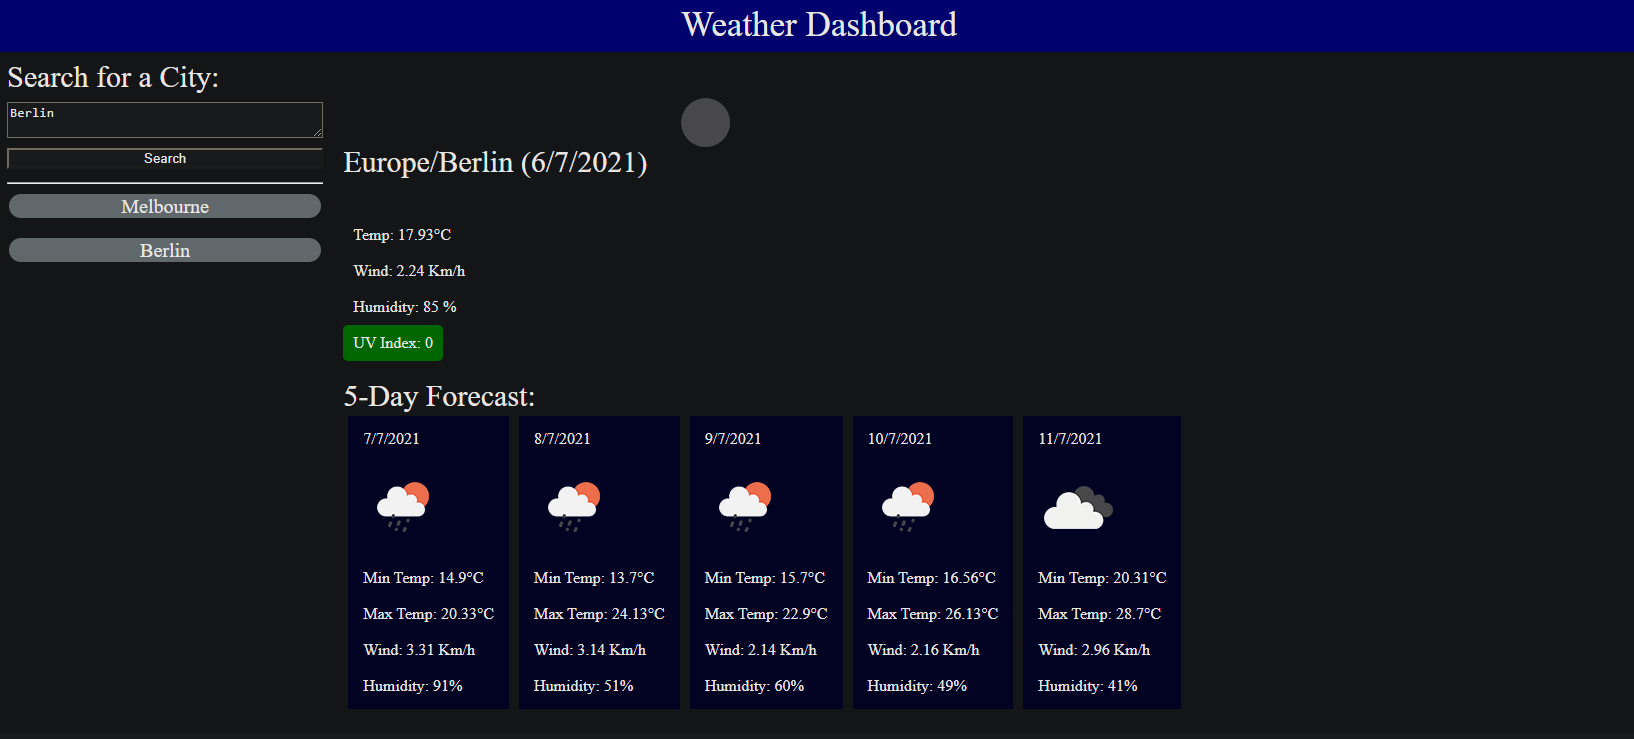 Weather Dashboard
Search for a City:
Berlin
Search
Melbourne
Berlin
Europe/Berlin (6/7/2021)
Temp: 17.93°C
Wind: 2.24 Km/h
Humidity: 85 %
UV Index: 0
5-Day Forecast:
7/7/2021
Min Temp: 14.9°C
Max Temp: 20.33°C
Wind: 3.31 Km/h
Humidity: 91%
8/7/2021
Min Temp: 13.7°C
Max Temp: 24.13°C
Wind: 3.14 Km/h
Humidity: 51%
9/7/2021
Min Temp: 15.7°C
Max Temp: 22.9°C
Wind: 2.14 Km/h
Humidity: 60%
10/7/2021
Min Temp: 16.56°C
Max Temp: 26.13°C
Wind: 2.16 Km/h
Humidity: 49%
11/7/2021
Min Temp: 20.31°C
Max Temp: 28.7°C
Wind: 2.96 Km/h
Humidity: 41%